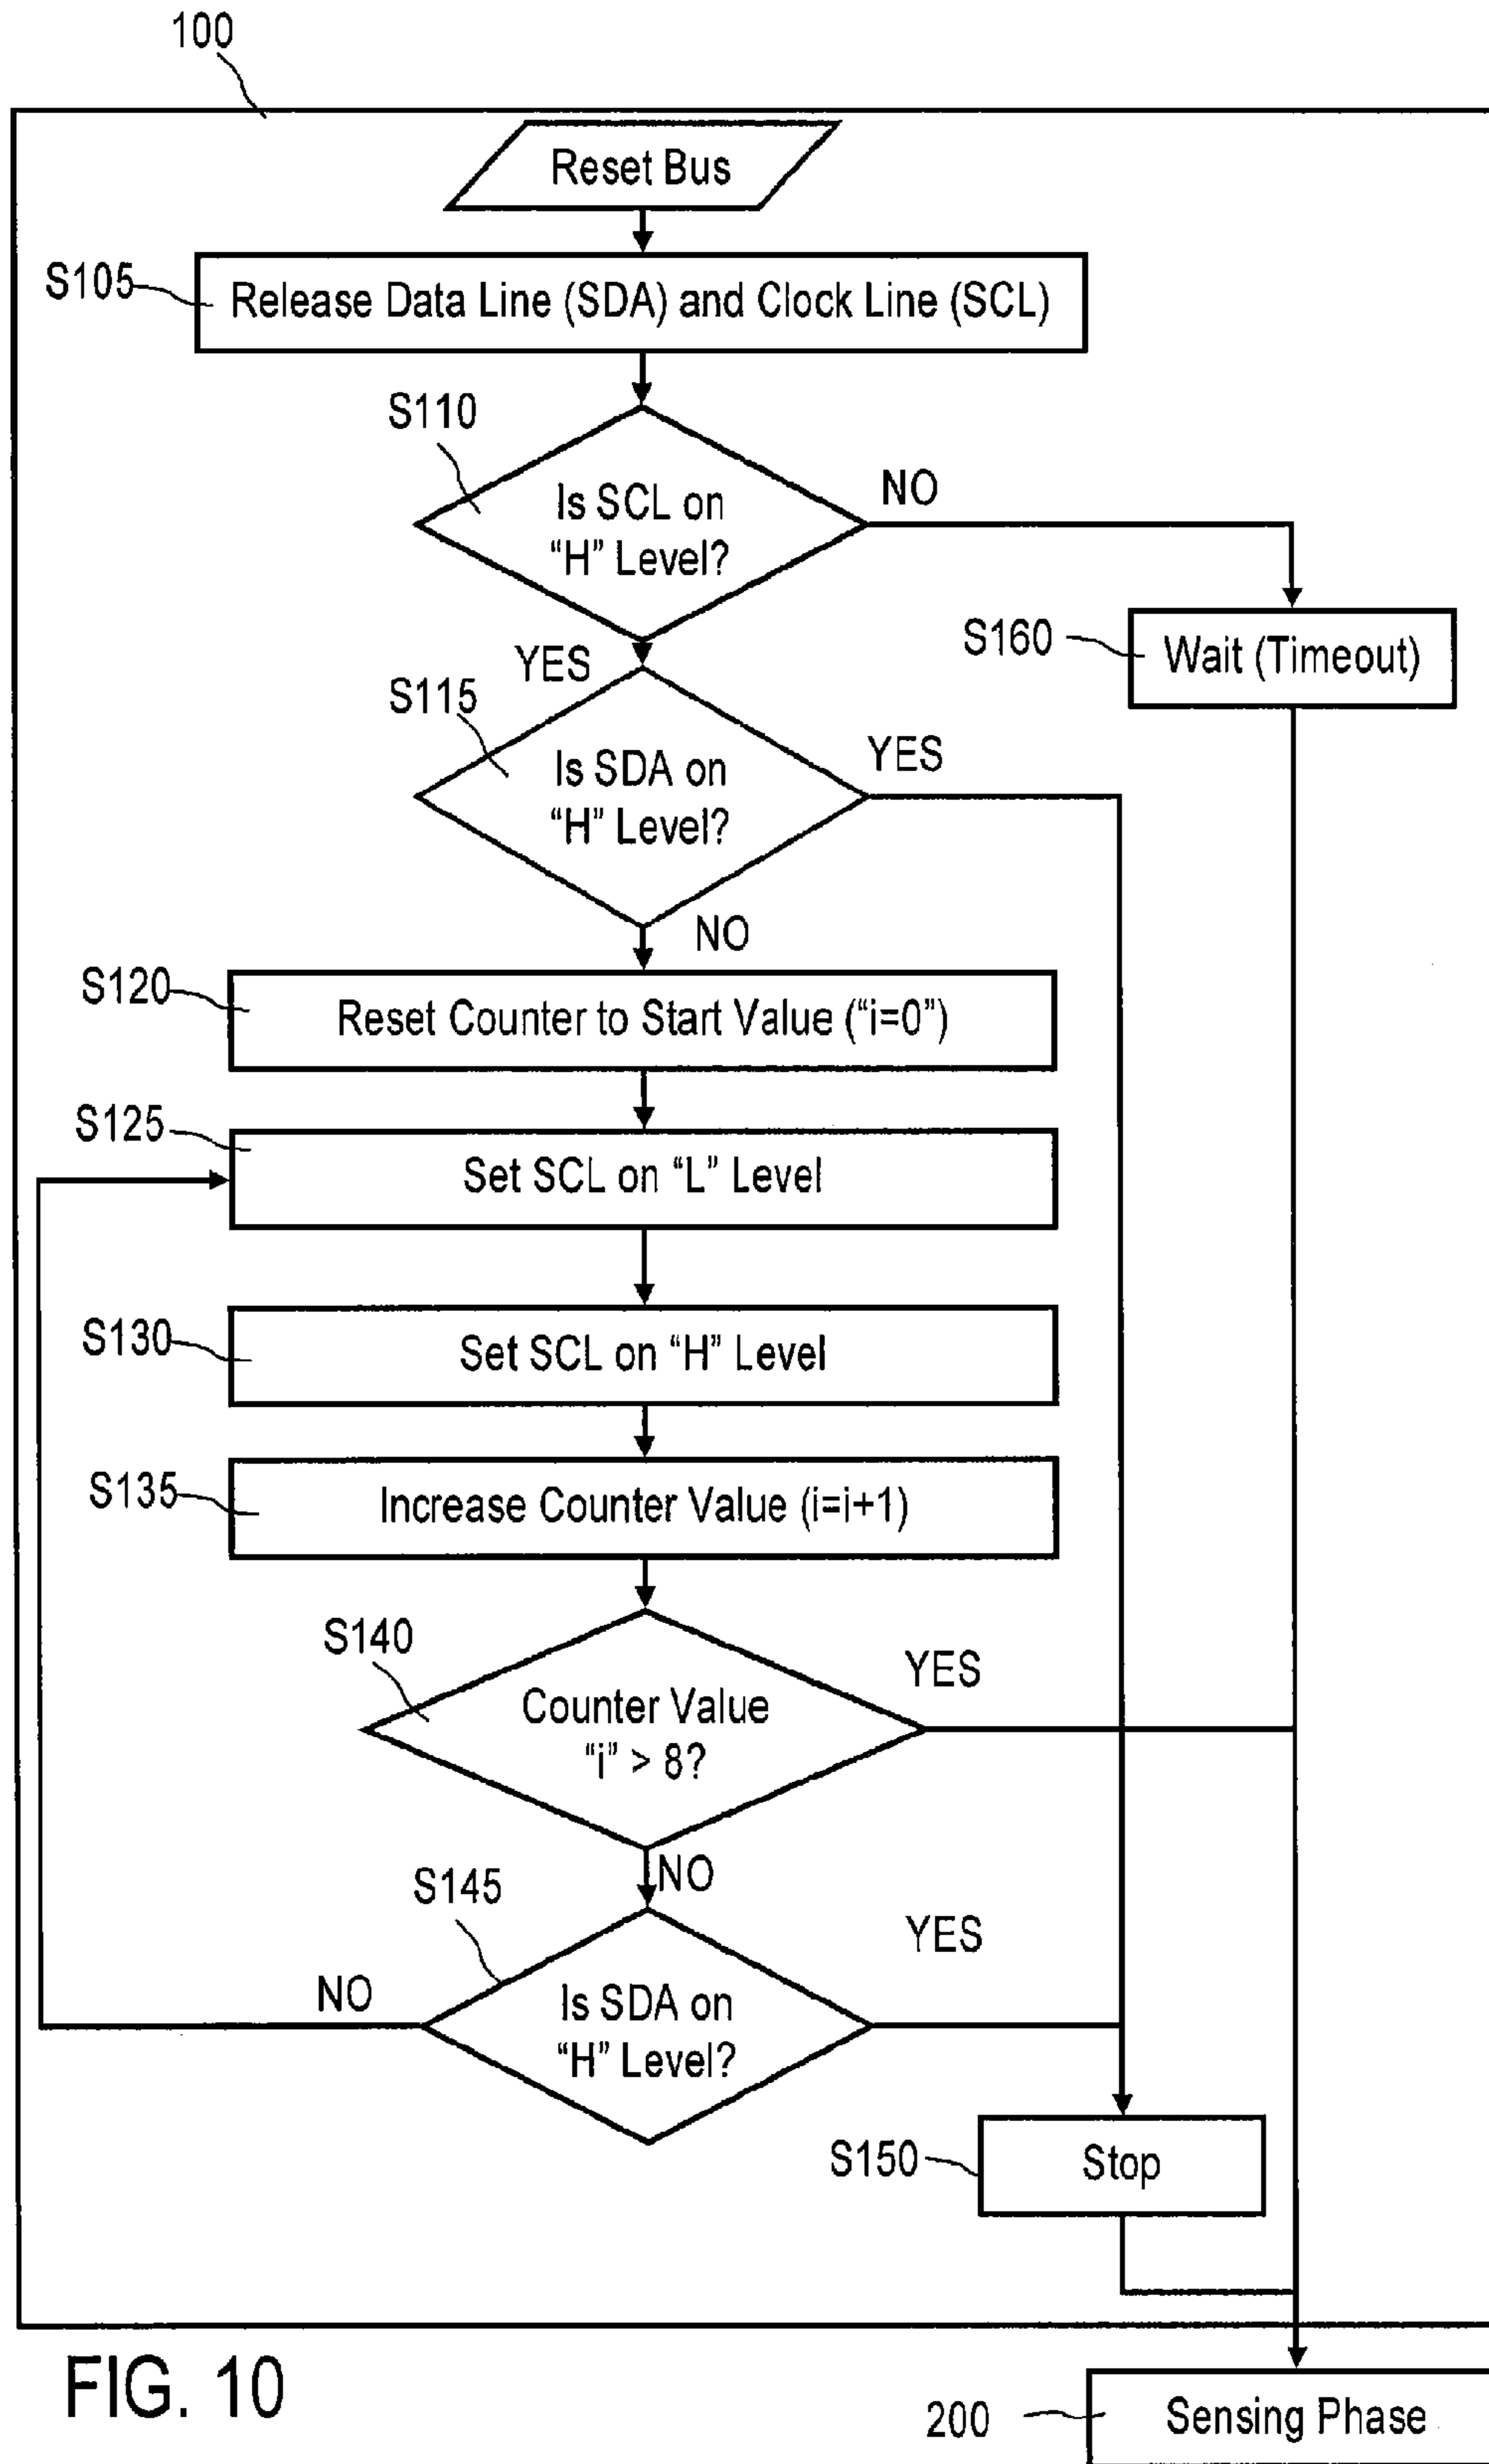 100
Reset Bus
S105
Release Data Line (SDA) and Clock Line (SCL)
S110
Is SCL on
“H” Level?
NO
S160
Wait (Timeout)
YES
S115
Is SDA on
“H” Level?
YES
NO
S120
Reset Counter to Start Value (“i=0”)
S125
Set SCL on “L” Level
S130
Set SCL on “H” Level
S135
Increase Counter Value (i=i+1)
S140
Counter Value
“i” > 8?
YES
NO
S145
Is SDA on
“H” Level?
YES
NO
S150
Stop
FIG. 10
200
Sensing Phase